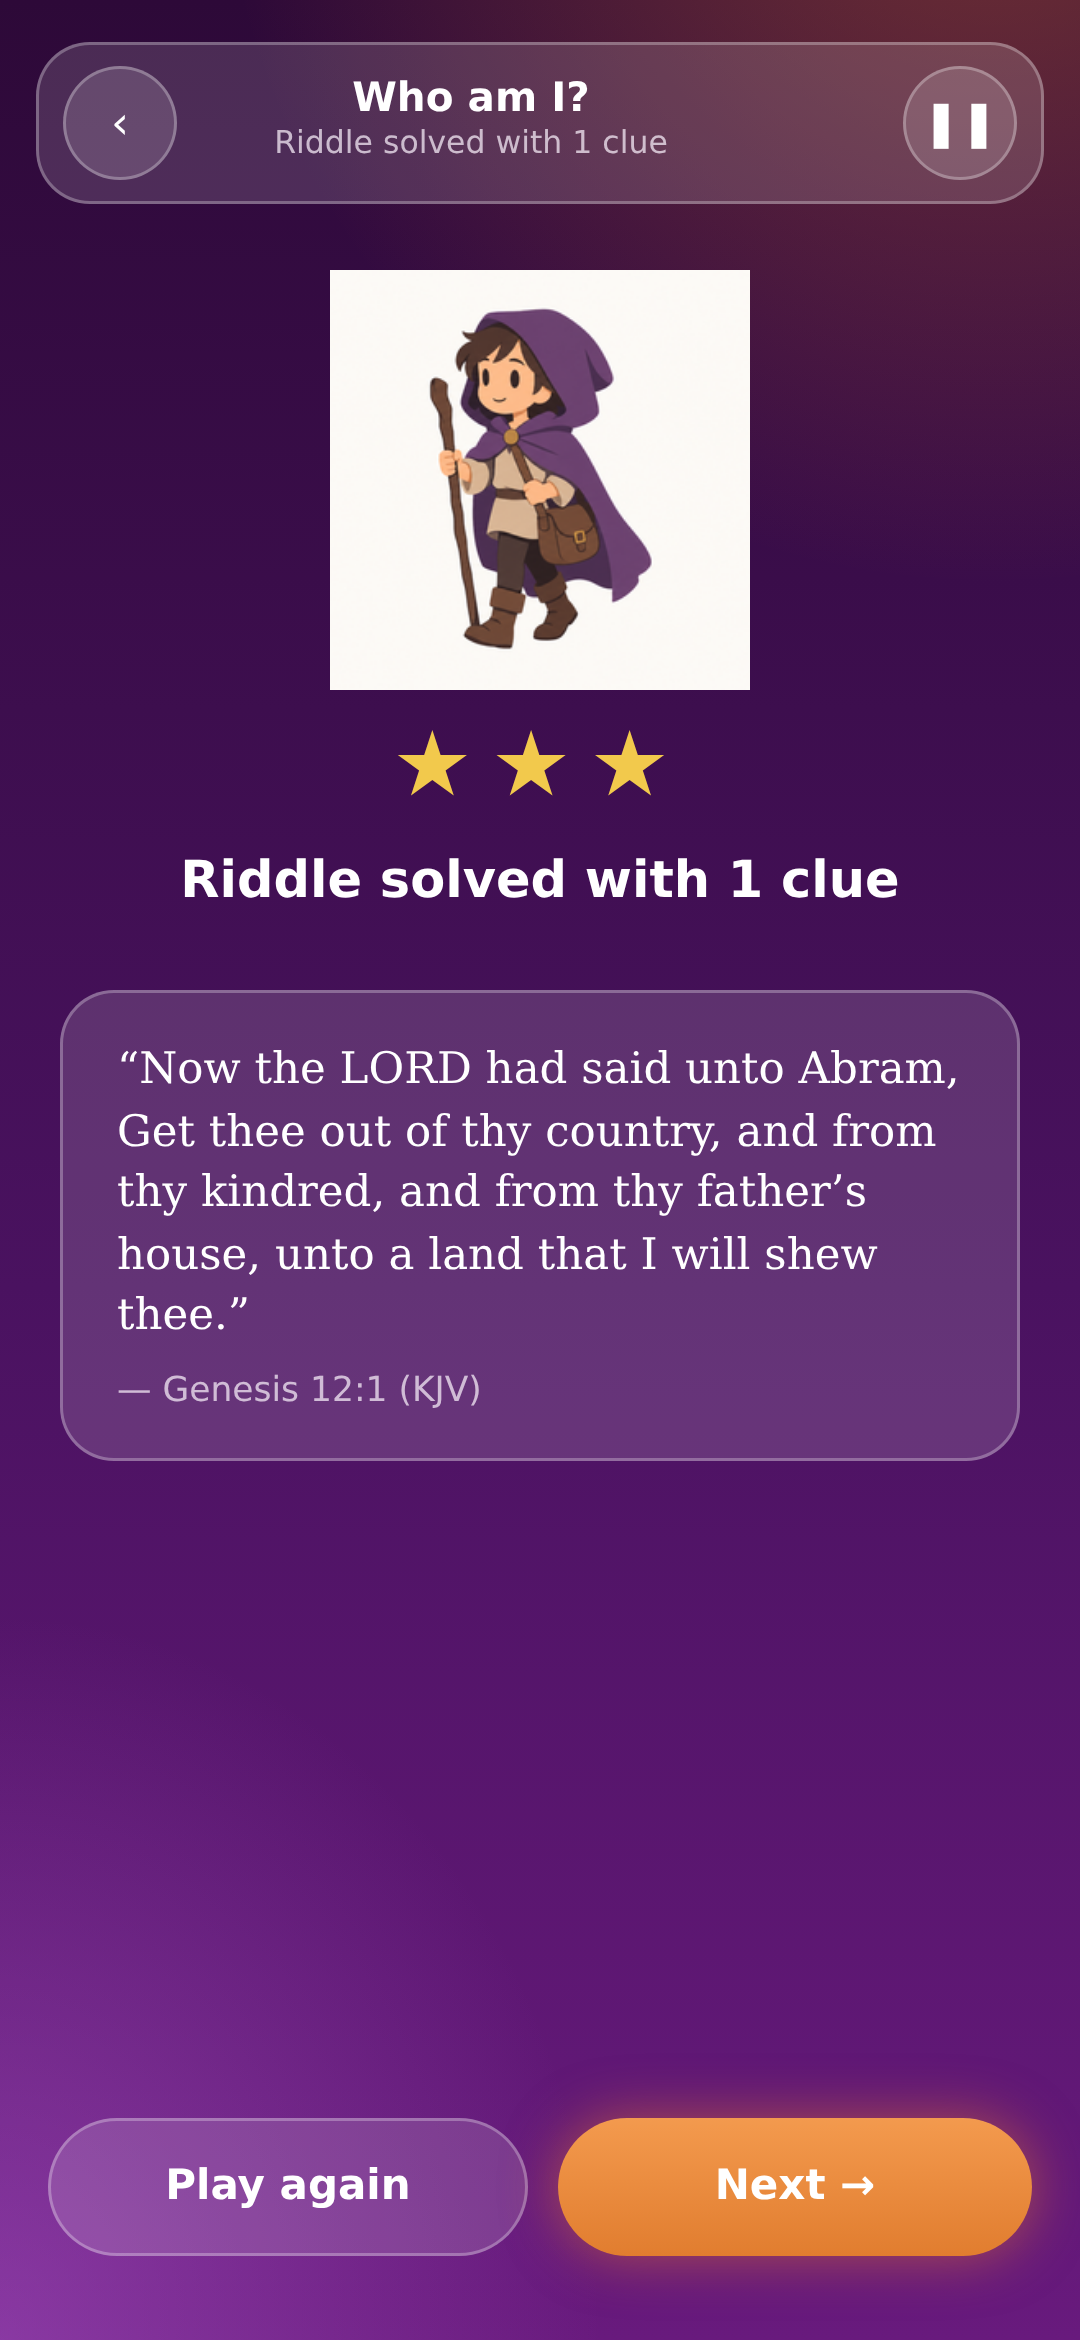 ‹
Who am I?
Riddle solved with 1 clue
★ ★ ★
Riddle solved with 1 clue
“Now the LORD had said unto Abram,
Get thee out of thy country, and from
thy kindred, and from thy father’s
house, unto a land that I will shew
thee.”
— Genesis 12:1 (KJV)
Play again
Next →